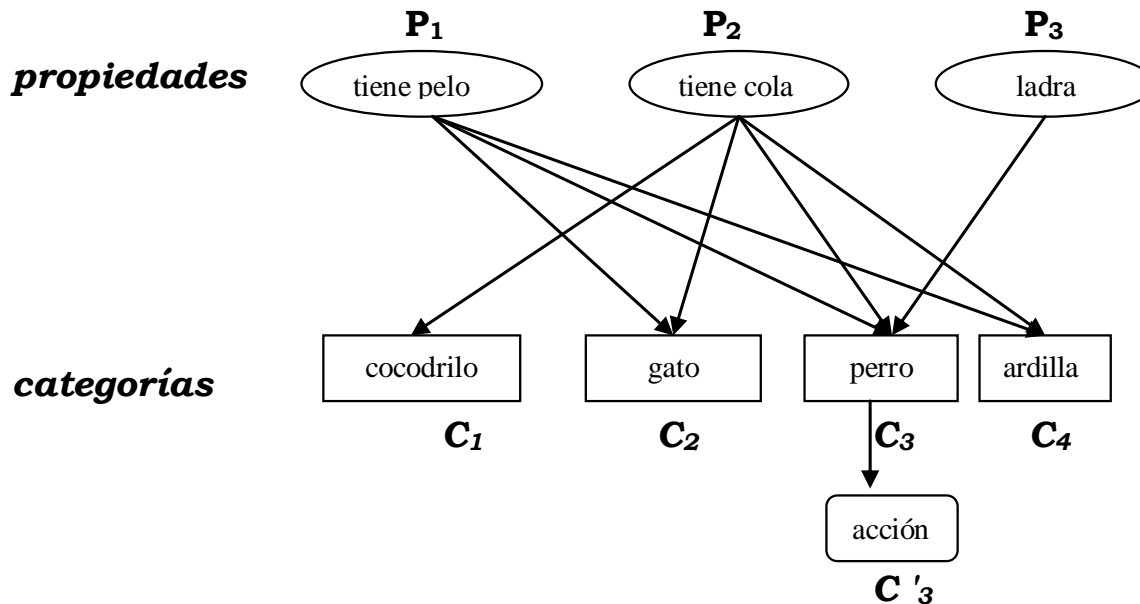 P₁ P₂ P₃
propiedades
tiene pelo tiene cola ladra
cocodrilo gato perro ardilla
categorías
C₁ C₂ C₃ C₄
acción
C '₃